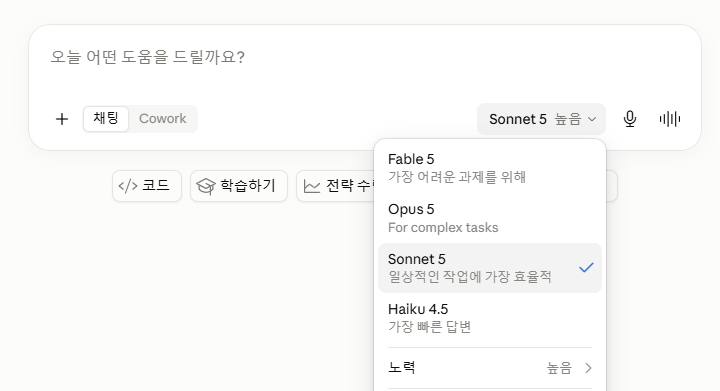 오늘 어떤 도움을 드릴까요?
채팅 Cowork
Sonnet 5 높음
코드
학습하기
전략 수
Fable 5
가장 어려운 과제를 위해
Opus 5
For complex tasks
Sonnet 5
일상적인 작업에 가장 효율적
Haiku 4.5
가장 빠른 답변
노력 높음